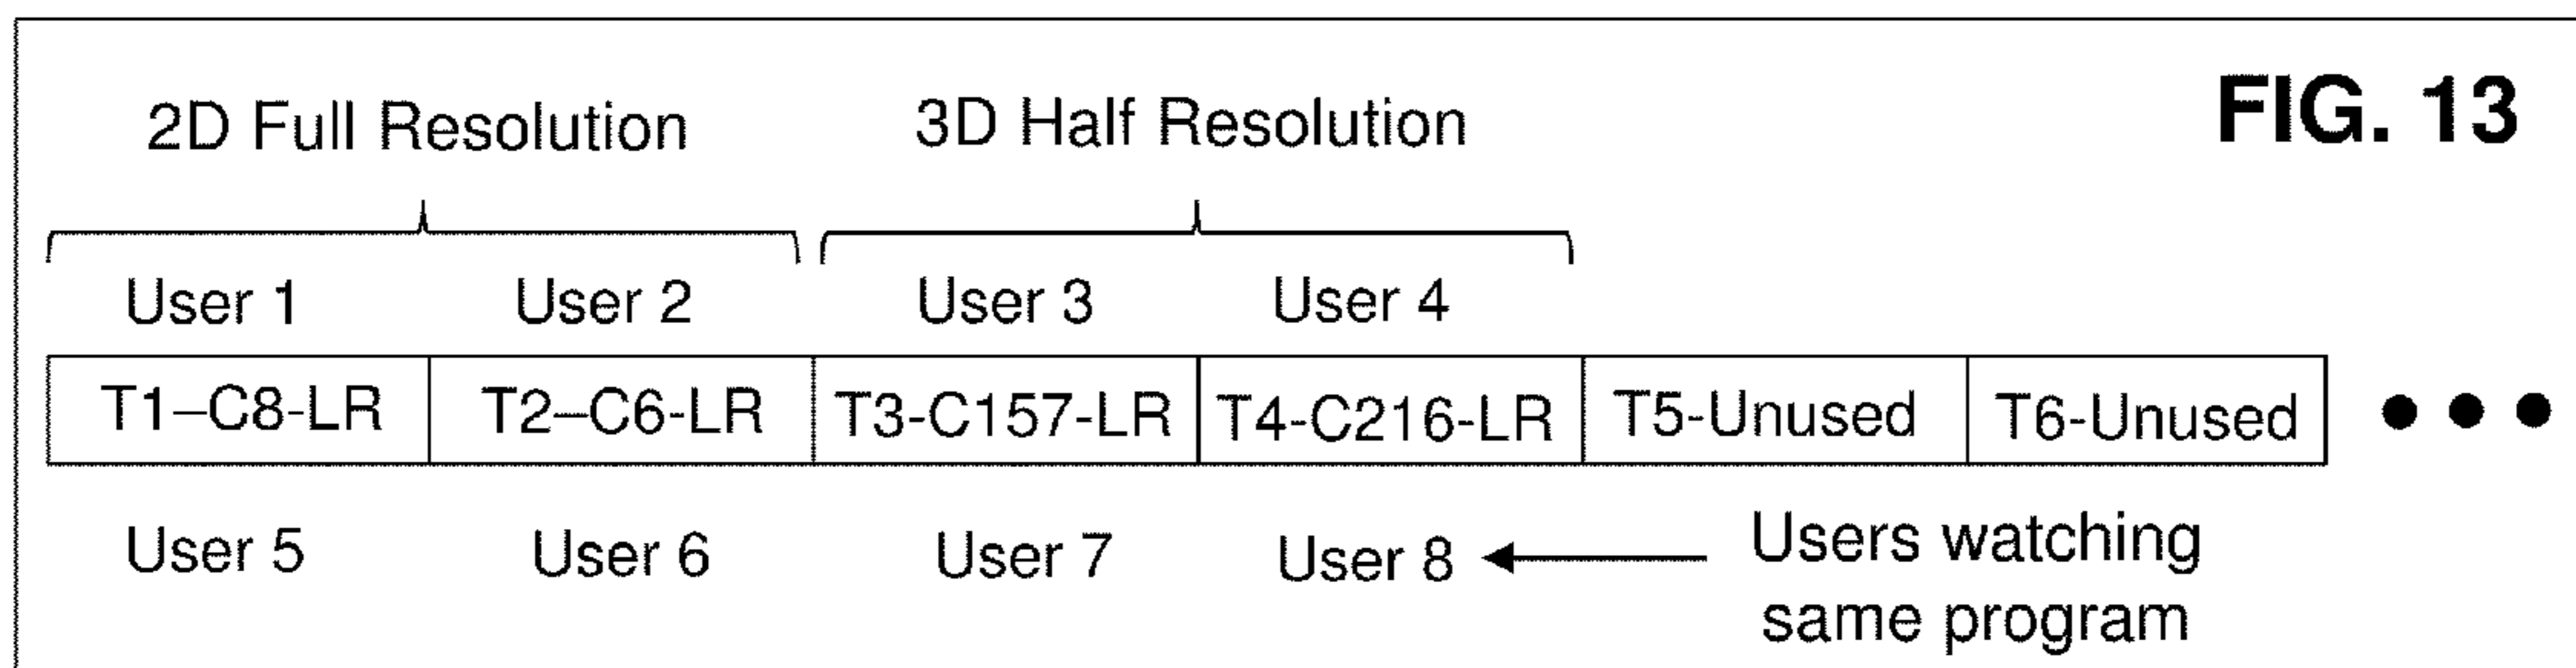 FIG. 13
2D Full Resolution 3D Half Resolution
User 1 User 2 User 3 User 4
T1–C8-LR T2–C6-LR T3-C157-LR T4-C216-LR T5-Unused T6-Unused
User 5 User 6 User 7 User 8 Users watching
same program